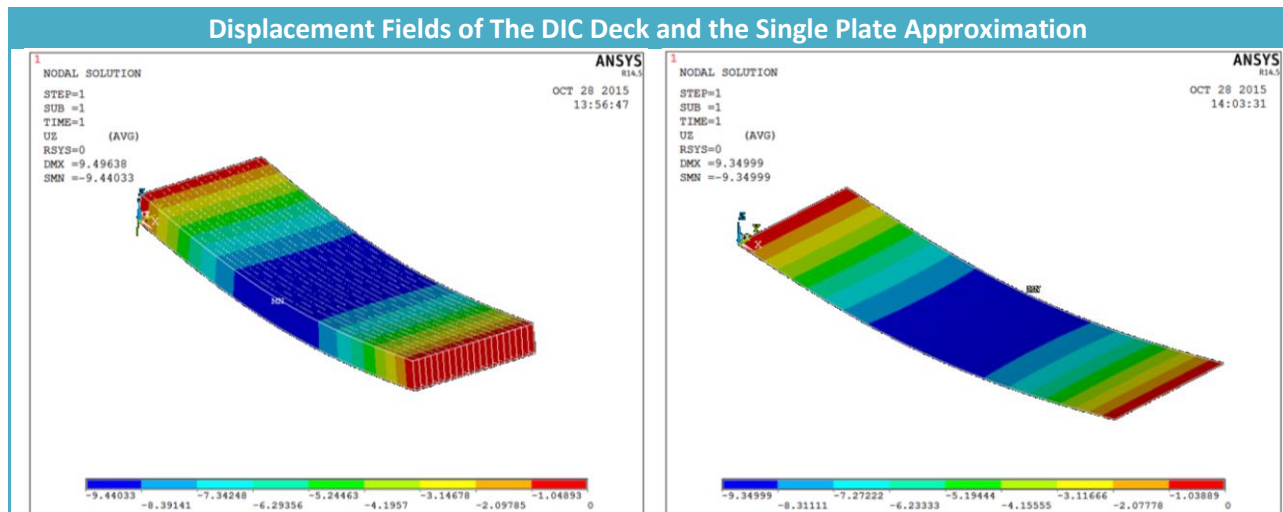 Displacement Fields of The DIC Deck and the Single Plate Approximation
1
NODAL SOLUTION
STEP=1
SUB =1
TIME=1
UZ (AVG)
RSYS=0
DMX =9.49638
SMN =-9.44033
ANSYS
R14.5
OCT 28 2015
13:56:47
X
MN
-9.44033 -7.34248 -5.24463 -3.14678 -1.04893
-8.39141 -6.29356 -4.1957 -2.09785 0
1
NODAL SOLUTION
STEP=1
SUB =1
TIME=1
UZ (AVG)
RSYS=0
DMX =9.34999
SMN =-9.34999
ANSYS
R14.5
OCT 28 2015
14:03:31
X
-9.34999 -7.27222 -5.19444 -3.11666 -1.03889
-8.31111 -6.23333 -4.15555 -2.07778 0